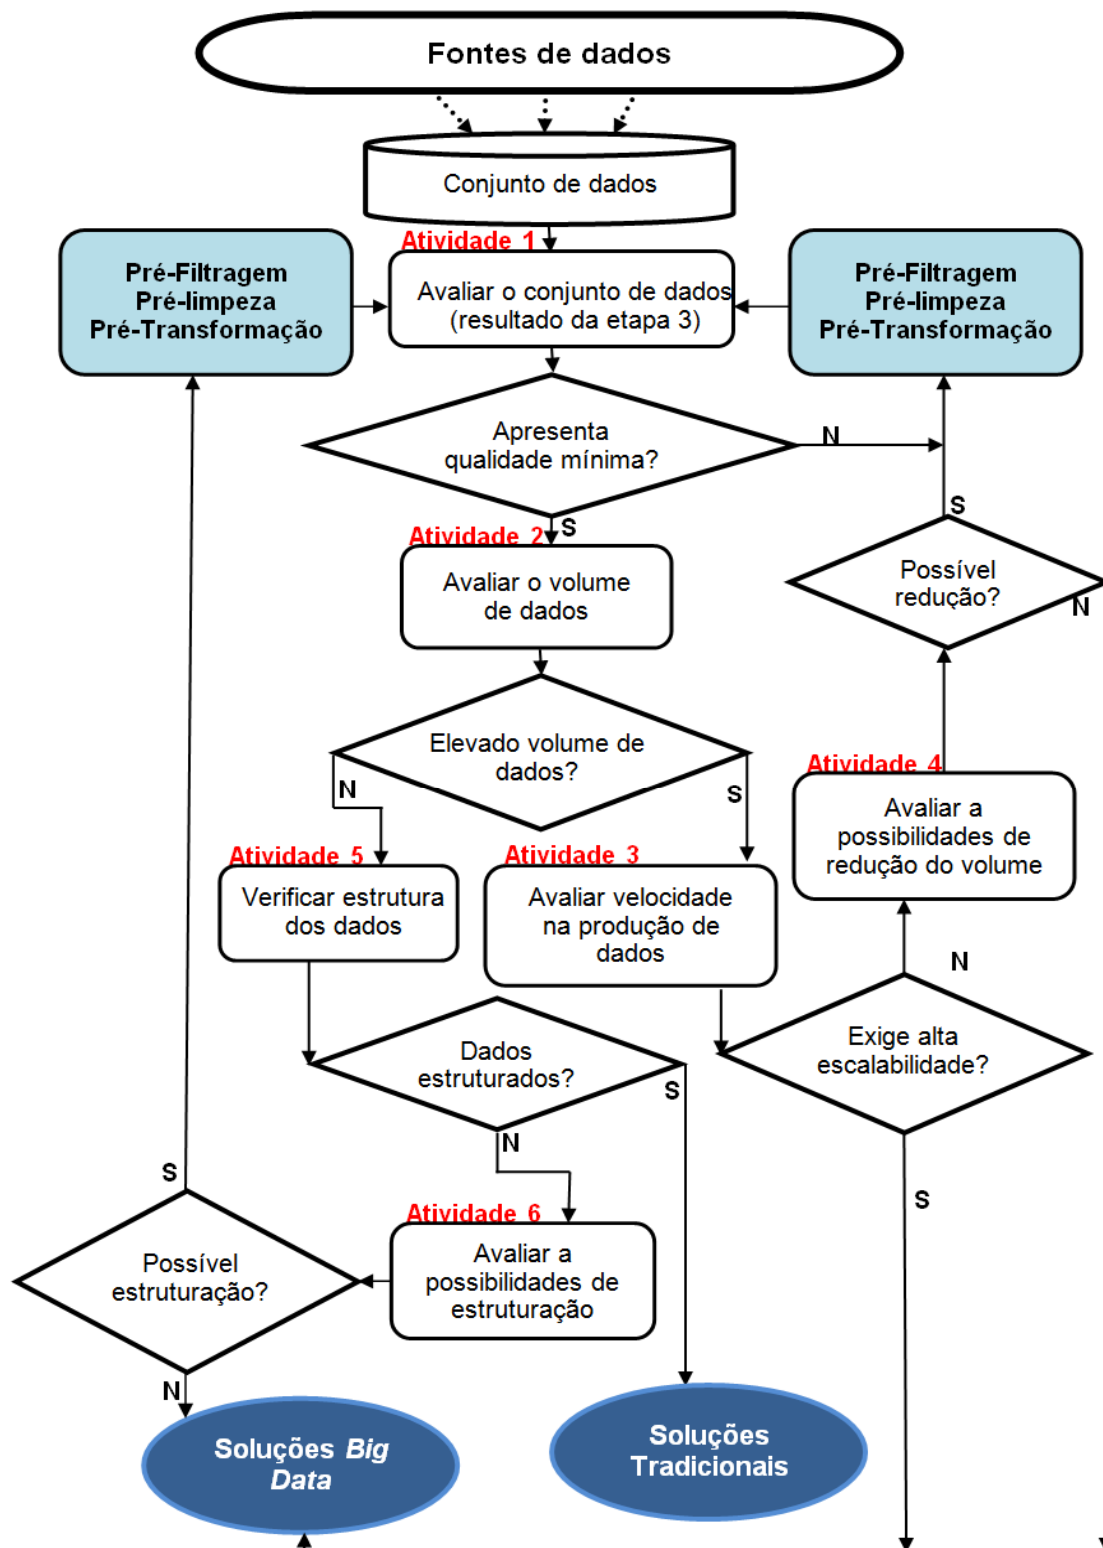 Fontes de dados
Conjunto de dados
Atividade 1
Pré-Filtragem
Pré-limpeza
Pré-Transformação
Avaliar o conjunto de dados
(resultado da etapa 3)
Pré-Filtragem
Pré-limpeza
Pré-Transformação
Apresenta
qualidade mínima?
N
S
Atividade 2
Avaliar o volume
de dados
S
Possível
redução?
N
Elevado volume de
dados?
N
S
Atividade 4
Avaliar a
possibilidades de
redução do volume
Atividade 5
Verificar estrutura
dos dados
Atividade 3
Avaliar velocidade
na produção de
dados
N
Exige alta
escalabilidade?
S
Dados
estruturados?
S
N
Atividade 6
Avaliar a
possibilidades de
estruturação
S
Possível
estruturação?
N
Soluções Big
Data
Soluções
Tradicionais